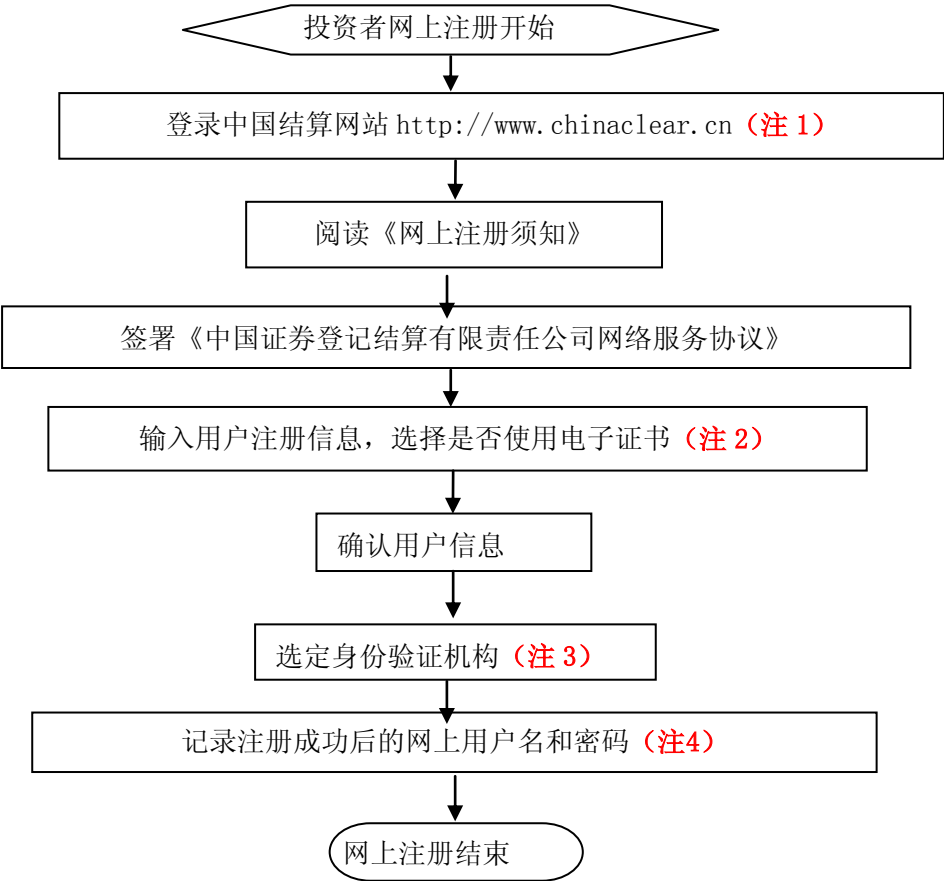 投资者网上注册开始
登录中国结算网站 http://www.chinaclear.cn（注 1）
阅读《网上注册须知》
签署《中国证券登记结算有限责任公司网络服务协议》
输入用户注册信息，选择是否使用电子证书（注 2）
确认用户信息
选定身份验证机构（注 3）
记录注册成功后的网上用户名和密码（注4）
网上注册结束